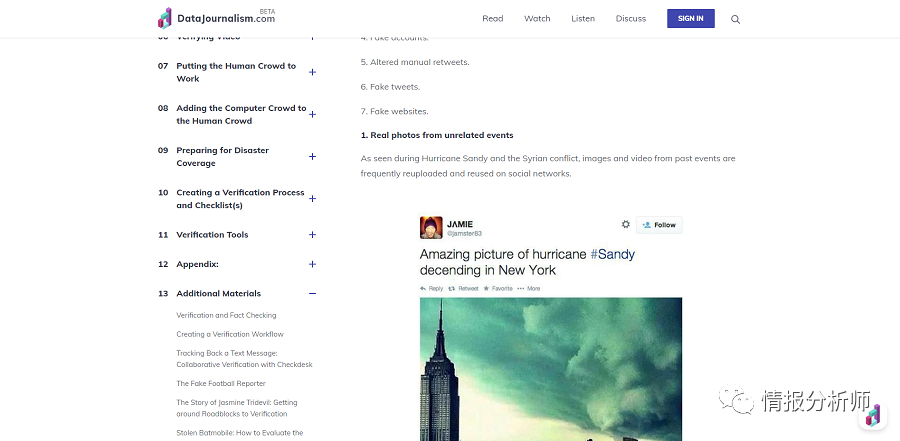 DataJournalism.com
BETA
Read
Watch
Listen
Discuss
SIGN IN
06 Verifying Video
07 Putting the Human Crowd to
Work
08 Adding the Computer Crowd to
the Human Crowd
09 Preparing for Disaster
Coverage
10 Creating a Verification Process
and Checklist(s)
11 Verification Tools
12 Appendix:
13 Additional Materials
Verification and Fact Checking
Creating a Verification Workflow
Tracking Back a Text Message:
Collaborative Verification with Checkdesk
The Fake Football Reporter
The Story of Jasmine Tridevil: Getting
around Roadblocks to Verification
Stolen Batmobile: How to Evaluate the
4. Fake accounts.
5. Altered manual retweets.
6. Fake tweets.
7. Fake websites.
1. Real photos from unrelated events
As seen during Hurricane Sandy and the Syrian conflict, images and video from past events are
frequently reuploaded and reused on social networks.
JΛMIE
@jamster83
Follow
Amazing picture of hurricane #Sandy
decending in New York
Reply Retweet Favorite More
情报分析师